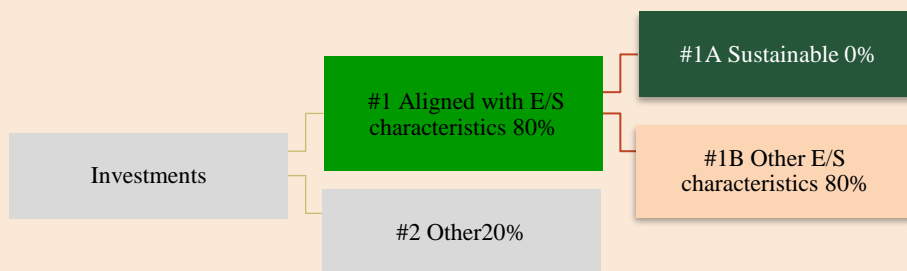 Investments
#1 Aligned with E/S
characteristics 80%
#2 Other20%
#1A Sustainable 0%
#1B Other E/S
characteristics 80%